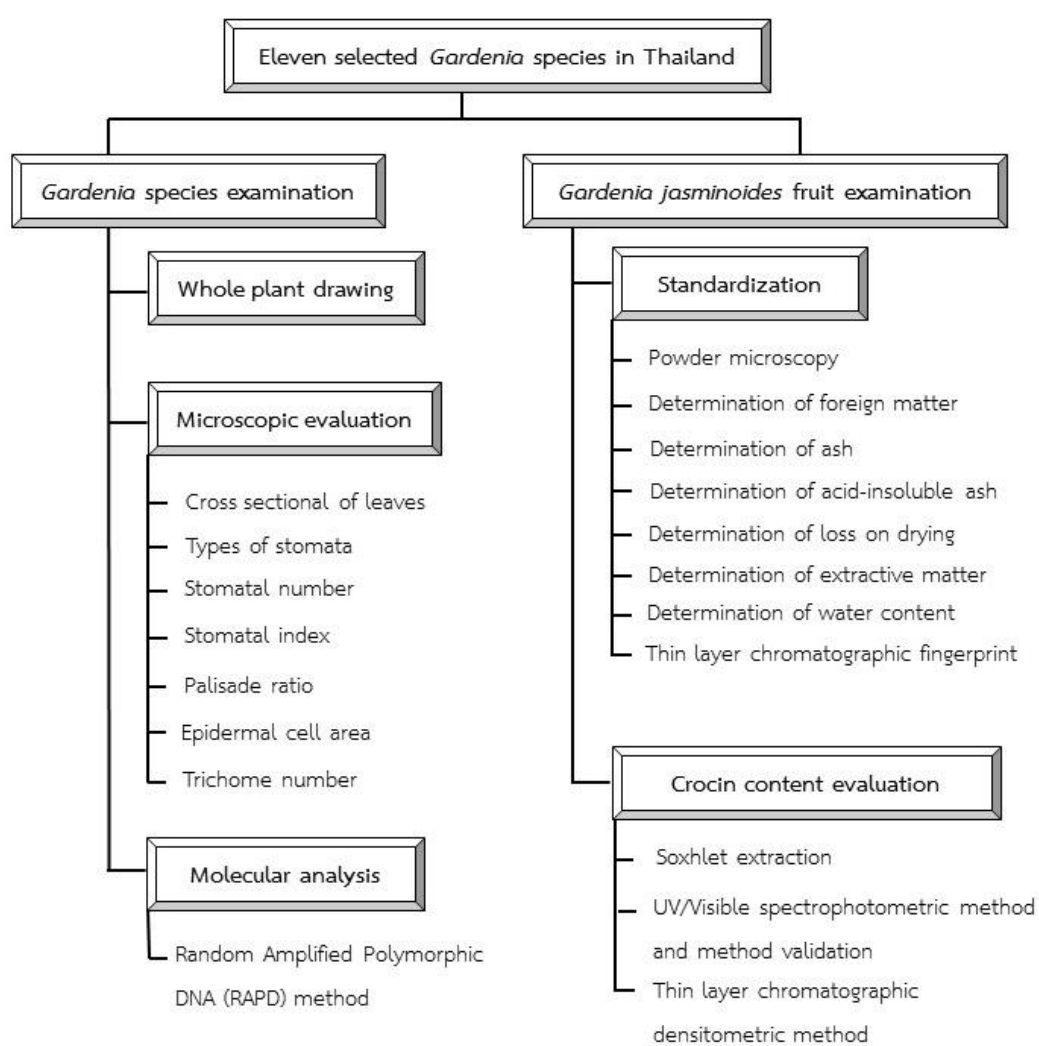 Eleven selected Gardenia species in Thailand
Gardenia species examination
Whole plant drawing
Microscopic evaluation
Cross sectional of leaves
Types of stomata
Stomatal number
Stomatal index
Palisade ratio
Epidermal cell area
Trichome number
Molecular analysis
Random Amplified Polymorphic
DNA (RAPD) method
Gardenia jasminoides fruit examination
Standardization
Powder microscopy
Determination of foreign matter
Determination of ash
Determination of acid-insoluble ash
Determination of loss on drying
Determination of extractive matter
Determination of water content
Thin layer chromatographic fingerprint
Crocin content evaluation
Soxhlet extraction
UV/Visible spectrophotometric method
and method validation
Thin layer chromatographic
densitometric method